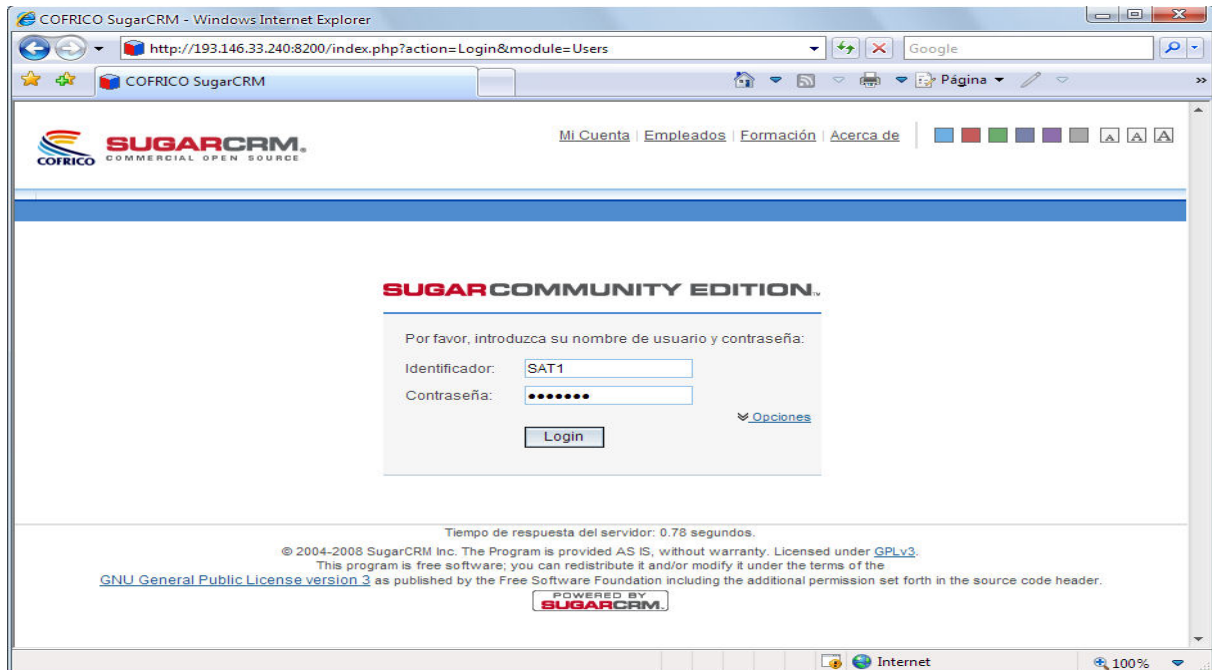 COFRICO SugarCRM - Windows Internet Explorer
http://193.146.33.240:8200/index.php?action=Login&module=Users
Google
COFRICO SugarCRM
Página
COFRICO
SUGARCRM.
COMMERCIAL OPEN SOURCE
Mi Cuenta | Empleados | Formación | Acerca de
A A A
SUGARCOMMUNITY EDITION™
Por favor, introduzca su nombre de usuario y contraseña:
Identificador: SAT1
Contraseña: •••••••
Opciones
Login
Tiempo de respuesta del servidor: 0.78 segundos.
© 2004-2008 SugarCRM Inc. The Program is provided AS IS, without warranty. Licensed under GPLv3.
This program is free software; you can redistribute it and/or modify it under the terms of the
GNU General Public License version 3 as published by the Free Software Foundation including the additional permission set forth in the source code header.
POWERED BY
SUGARCRM.
Internet
100%